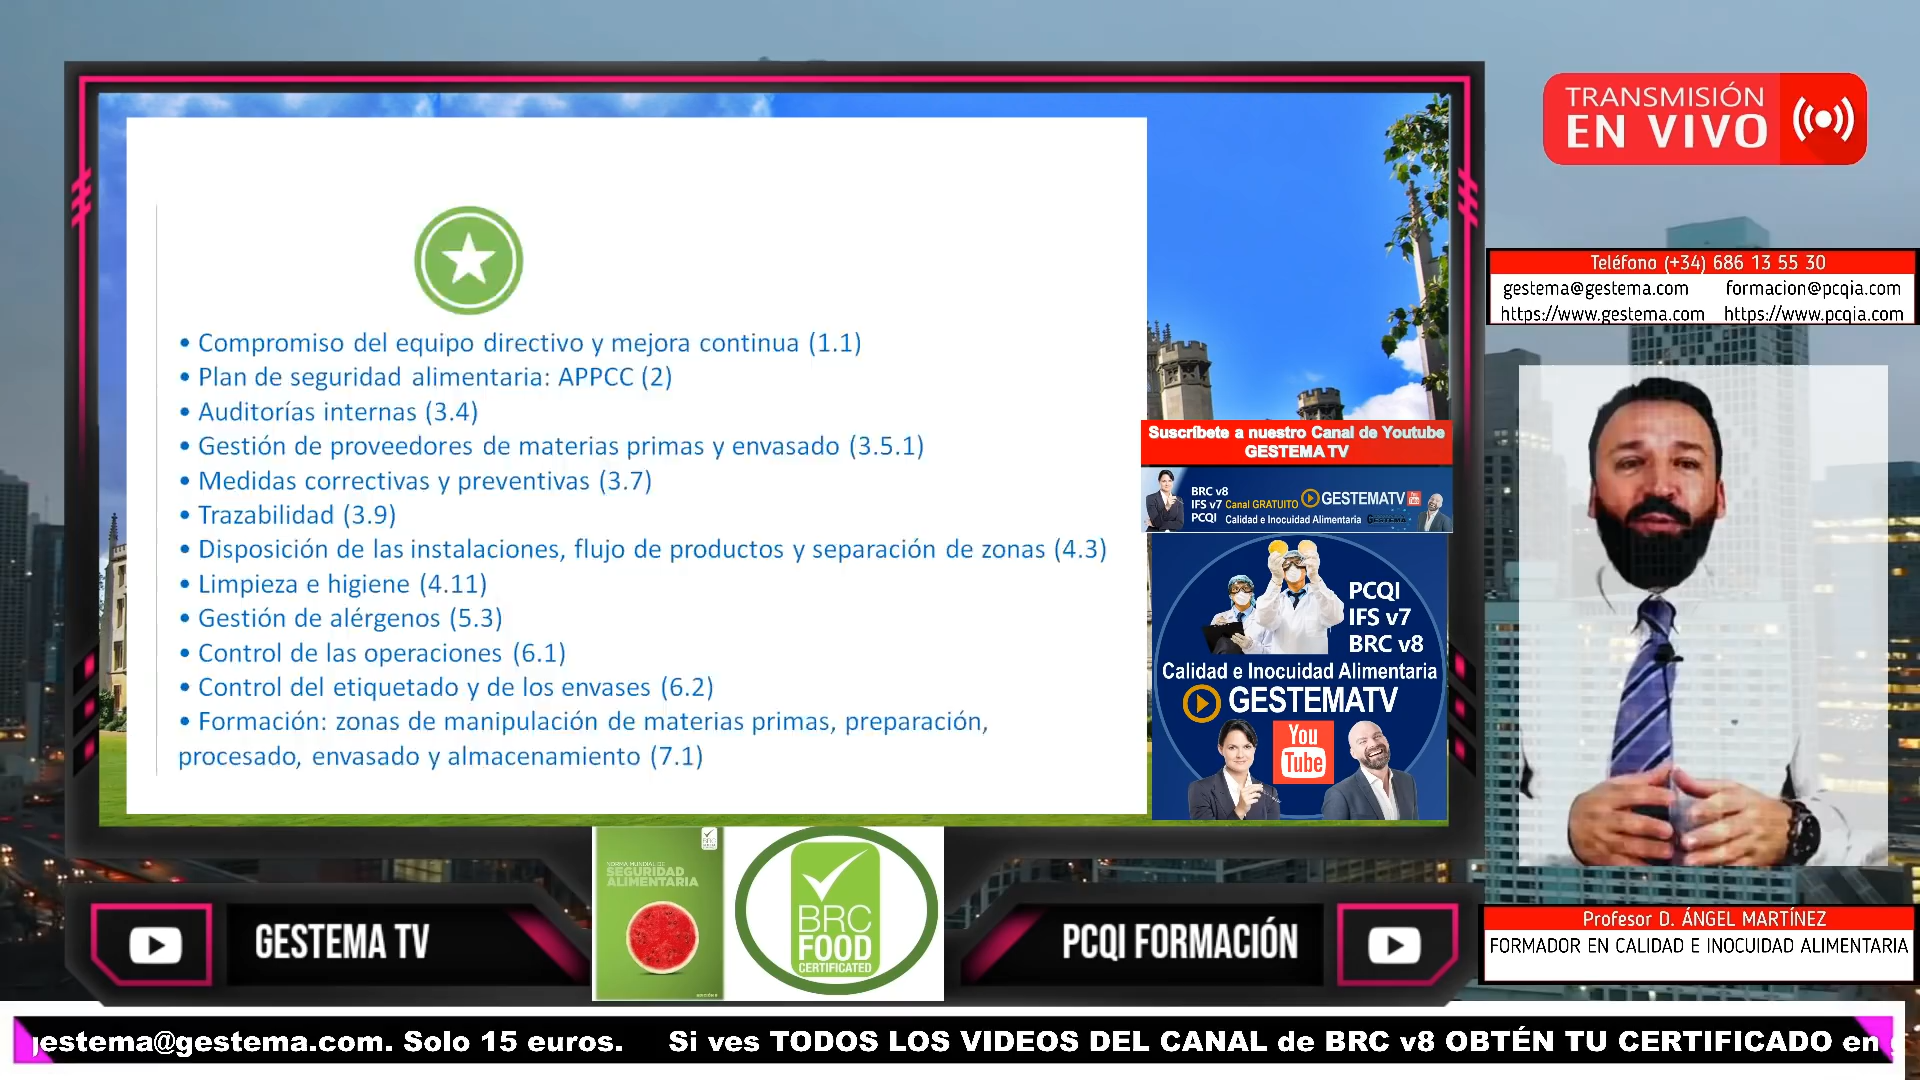 TRANSMISIÓN
EN VIVO
Teléfono (+34) 686 13 55 30
gestema@gestema.com formacion@pcqia.com
https://www.gestema.com https://www.pcqia.com
• Compromiso del equipo directivo y mejora continua (1.1)
• Plan de seguridad alimentaria: APPCC (2)
• Auditorías internas (3.4)
• Gestión de proveedores de materias primas y envasado (3.5.1)
• Medidas correctivas y preventivas (3.7)
• Trazabilidad (3.9)
• Disposición de las instalaciones, flujo de productos y separación de zonas (4.3)
• Limpieza e higiene (4.11)
• Gestión de alérgenos (5.3)
• Control de las operaciones (6.1)
• Control del etiquetado y de los envases (6.2)
• Formación: zonas de manipulación de materias primas, preparación,
procesado, envasado y almacenamiento (7.1)
Suscríbete a nuestro Canal de Youtube
GESTEMA TV
BRC v8
IFS v7 Canal GRATUITO GESTEMATV
PCQI Calidad e Inocuidad Alimentaria GESTEMA
PCQI
IFS v7
BRC v8
Calidad e Inocuidad Alimentaria
GESTEMATV
You
Tube
NORMA MUNDIAL DE
SEGURIDAD
ALIMENTARIA
BRC
FOOD
CERTIFICATED
GESTEMA TV
PCQI FORMACIÓN
Profesor D. ÁNGEL MARTÍNEZ
FORMADOR EN CALIDAD E INOCUIDAD ALIMENTARIA
gestema@gestema.com. Solo 15 euros. Si ves TODOS LOS VIDEOS DEL CANAL de BRC v8 OBTÉN TU CERTIFICADO en